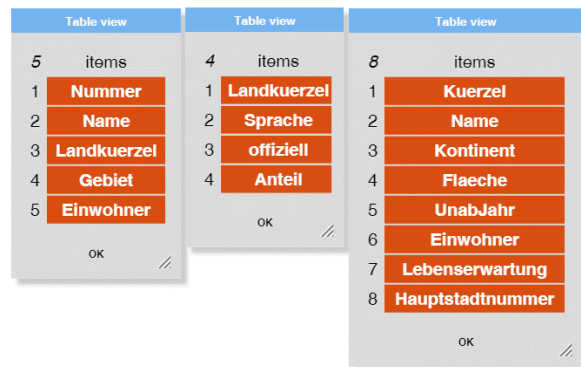 Table view
5 items
1 Nummer
2 Name
3 Landkuerzel
4 Gebiet
5 Einwohner
OK
Table view
4 items
1 Landkuerzel
2 Sprache
3 offiziell
4 Anteil
OK
Table view
8 items
1 Kuerzel
2 Name
3 Kontinent
4 Flaeche
5 UnabJahr
6 Einwohner
7 Lebenserwartung
8 Hauptstadtnummer
OK